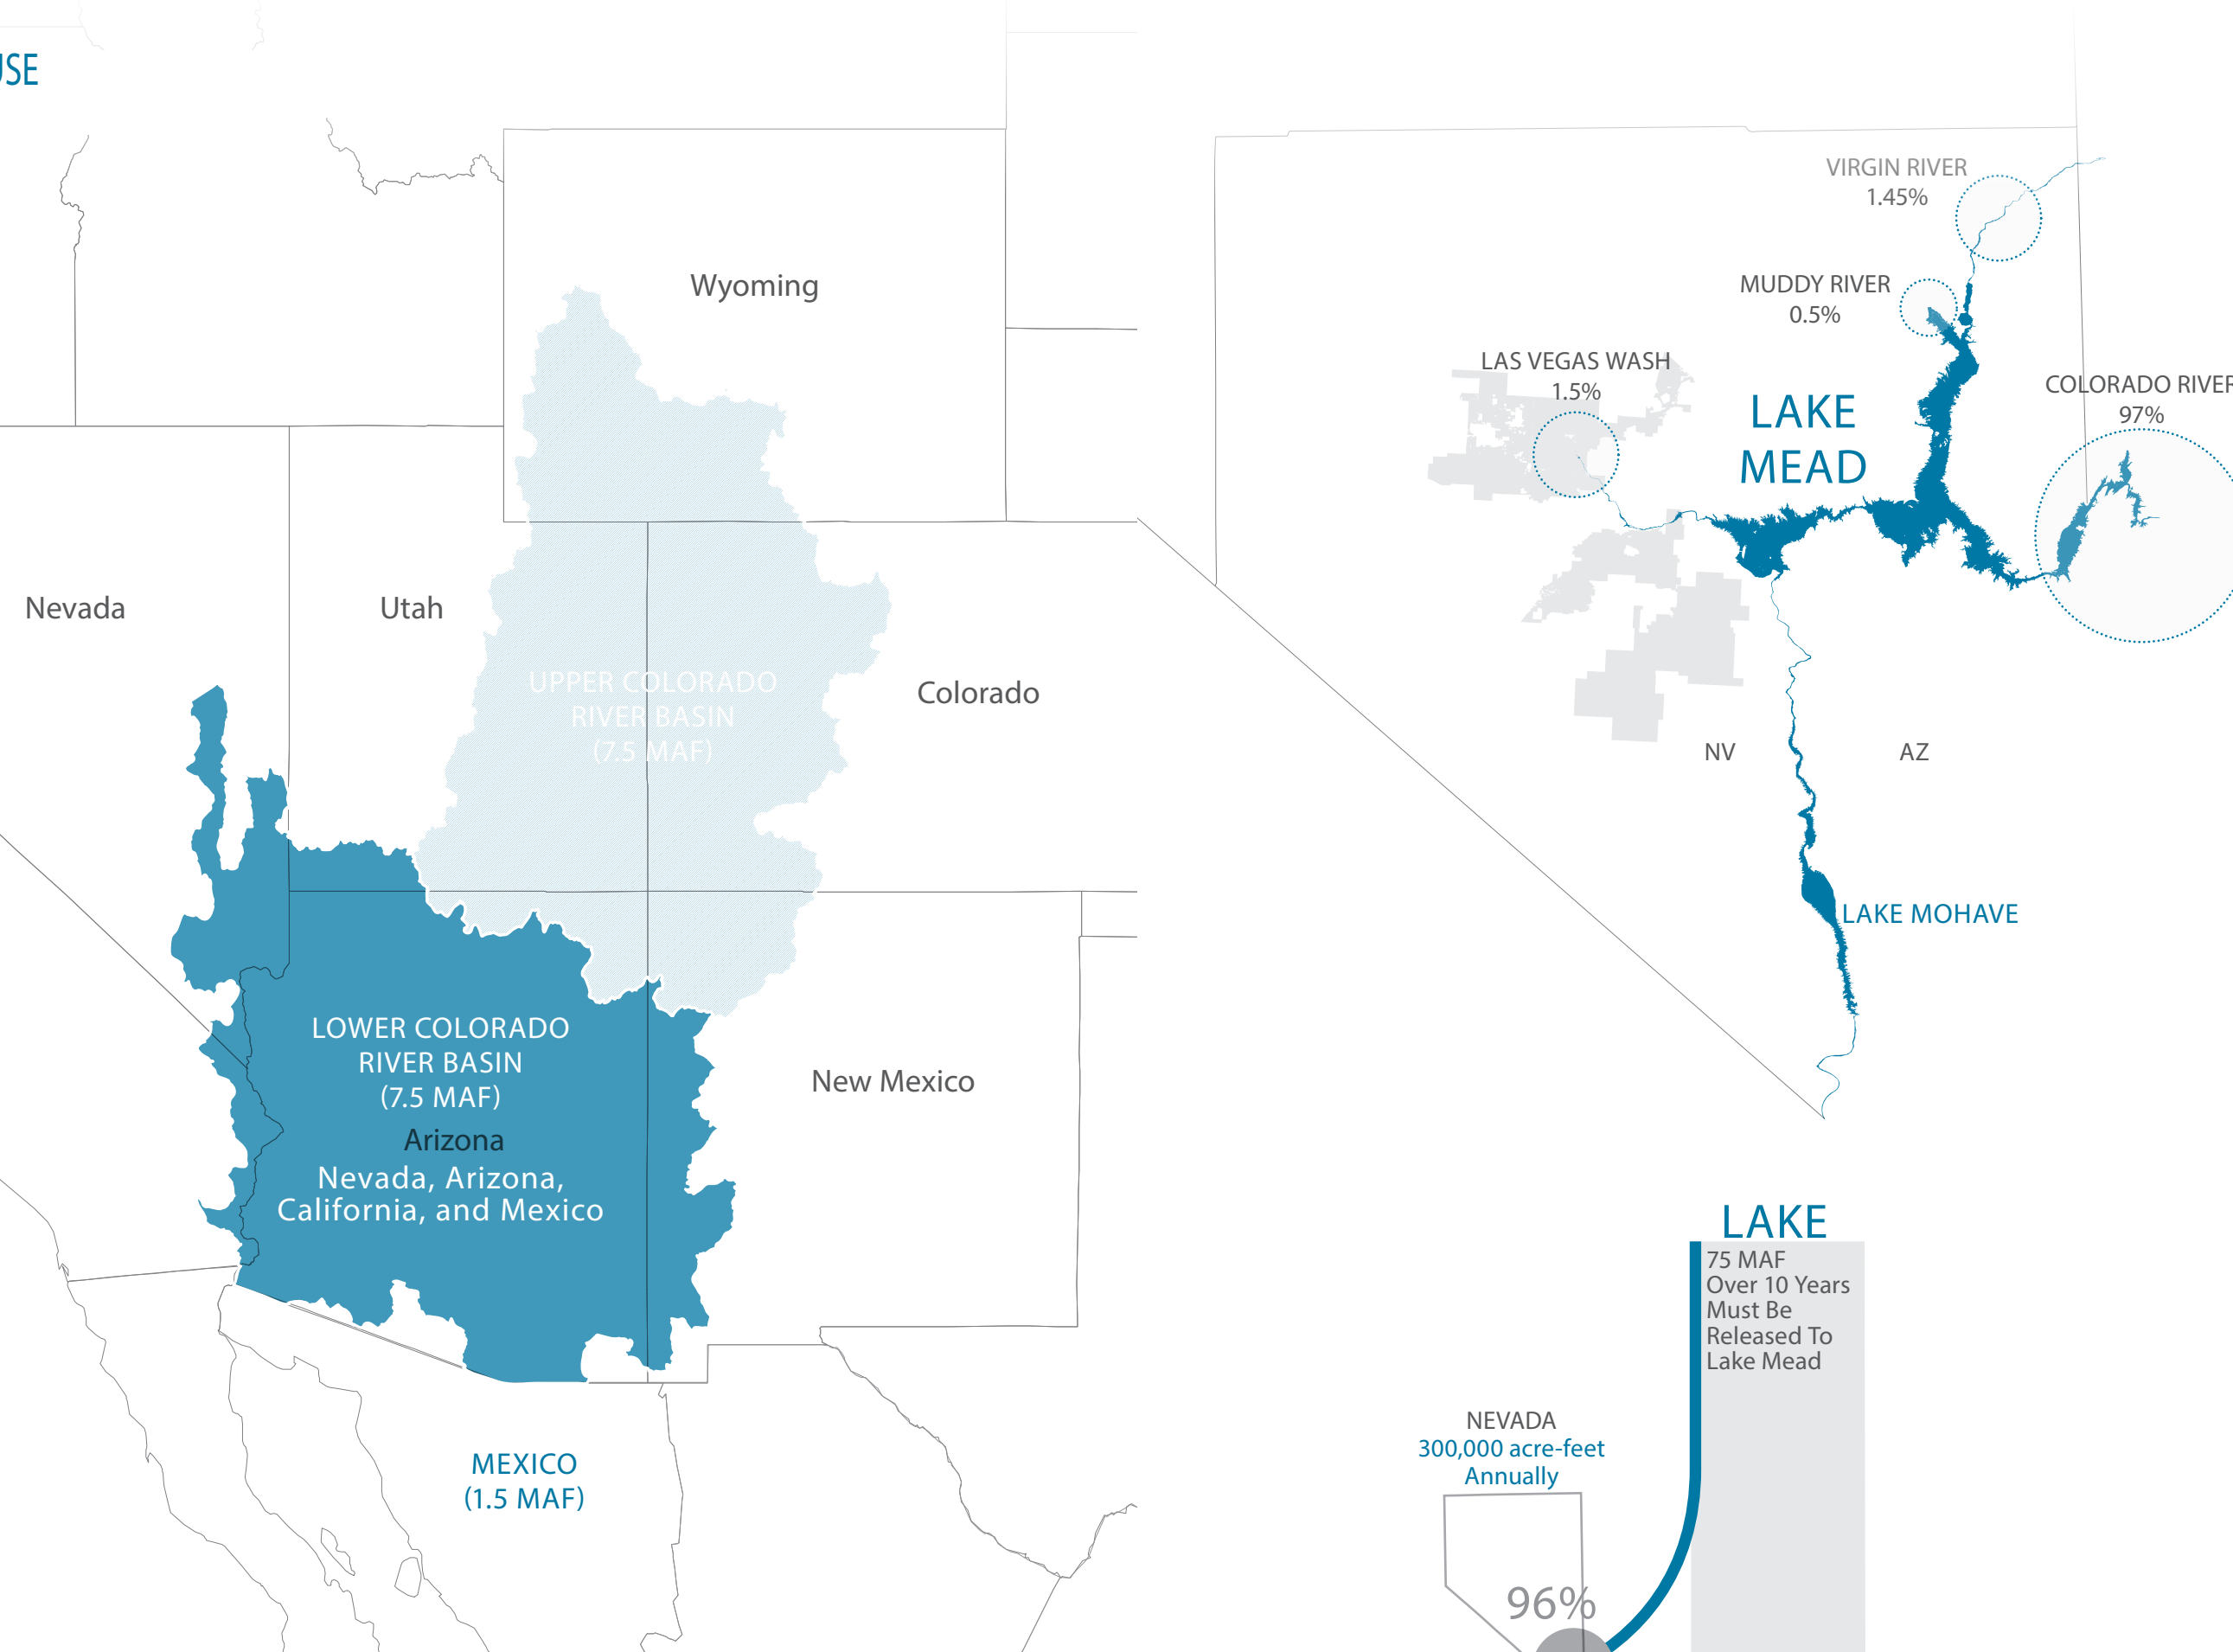 Wyoming
Nevada
Utah
Colorado
UPPER COLORADO
RIVER BASIN
(7.5 MAF)
LOWER COLORADO
RIVER BASIN
(7.5 MAF)
Arizona
Nevada, Arizona,
California, and Mexico
New Mexico
MEXICO
(1.5 MAF)
VIRGIN RIVER
1.45%
MUDDY RIVER
0.5%
LAS VEGAS WASH
1.5%
LAKE
MEAD
COLORADO RIVER
97%
NV
AZ
LAKE MOHAVE
LAKE
75 MAF
Over 10 Years
Must Be
Released To
Lake Mead
NEVADA
300,000 acre-feet
Annually
96%